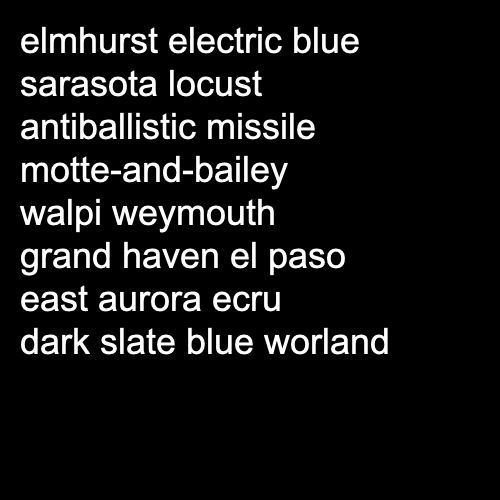 elmhurst electric blue
sarasota locust
antiballistic missile
motte-and-bailey
walpi weymouth
grand haven el paso
east aurora ecru
dark slate blue worland